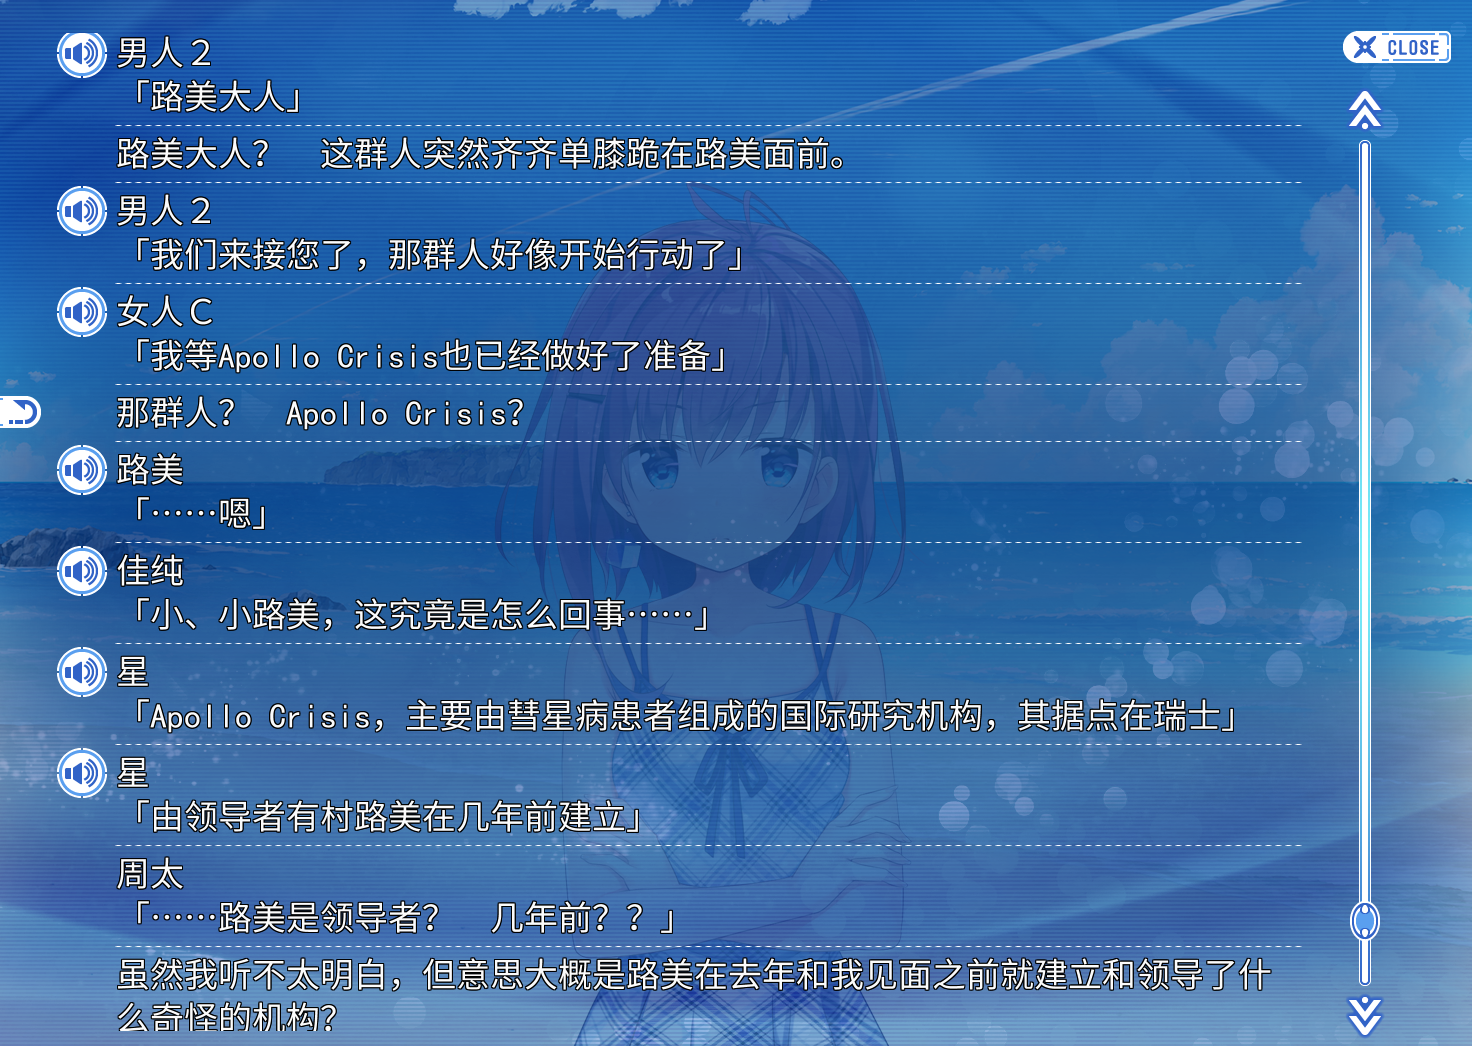 男人２
CLOSE
「路美大人」
路美大人？　这群人突然齐齐单膝跪在路美面前。
男人２
「我们来接您了，那群人好像开始行动了」
女人Ｃ
「我等Apollo Crisis也已经做好了准备」
那群人？　Apollo Crisis？
路美
「……嗯」
佳纯
「小、小路美，这究竟是怎么回事……」
星
「Apollo Crisis，主要由彗星病患者组成的国际研究机构，其据点在瑞士」
星
「由领导者有村路美在几年前建立」
周太
「……路美是领导者？　几年前？？」
虽然我听不太明白，但意思大概是路美在去年和我见面之前就建立和领导了什
么奇怪的机构？